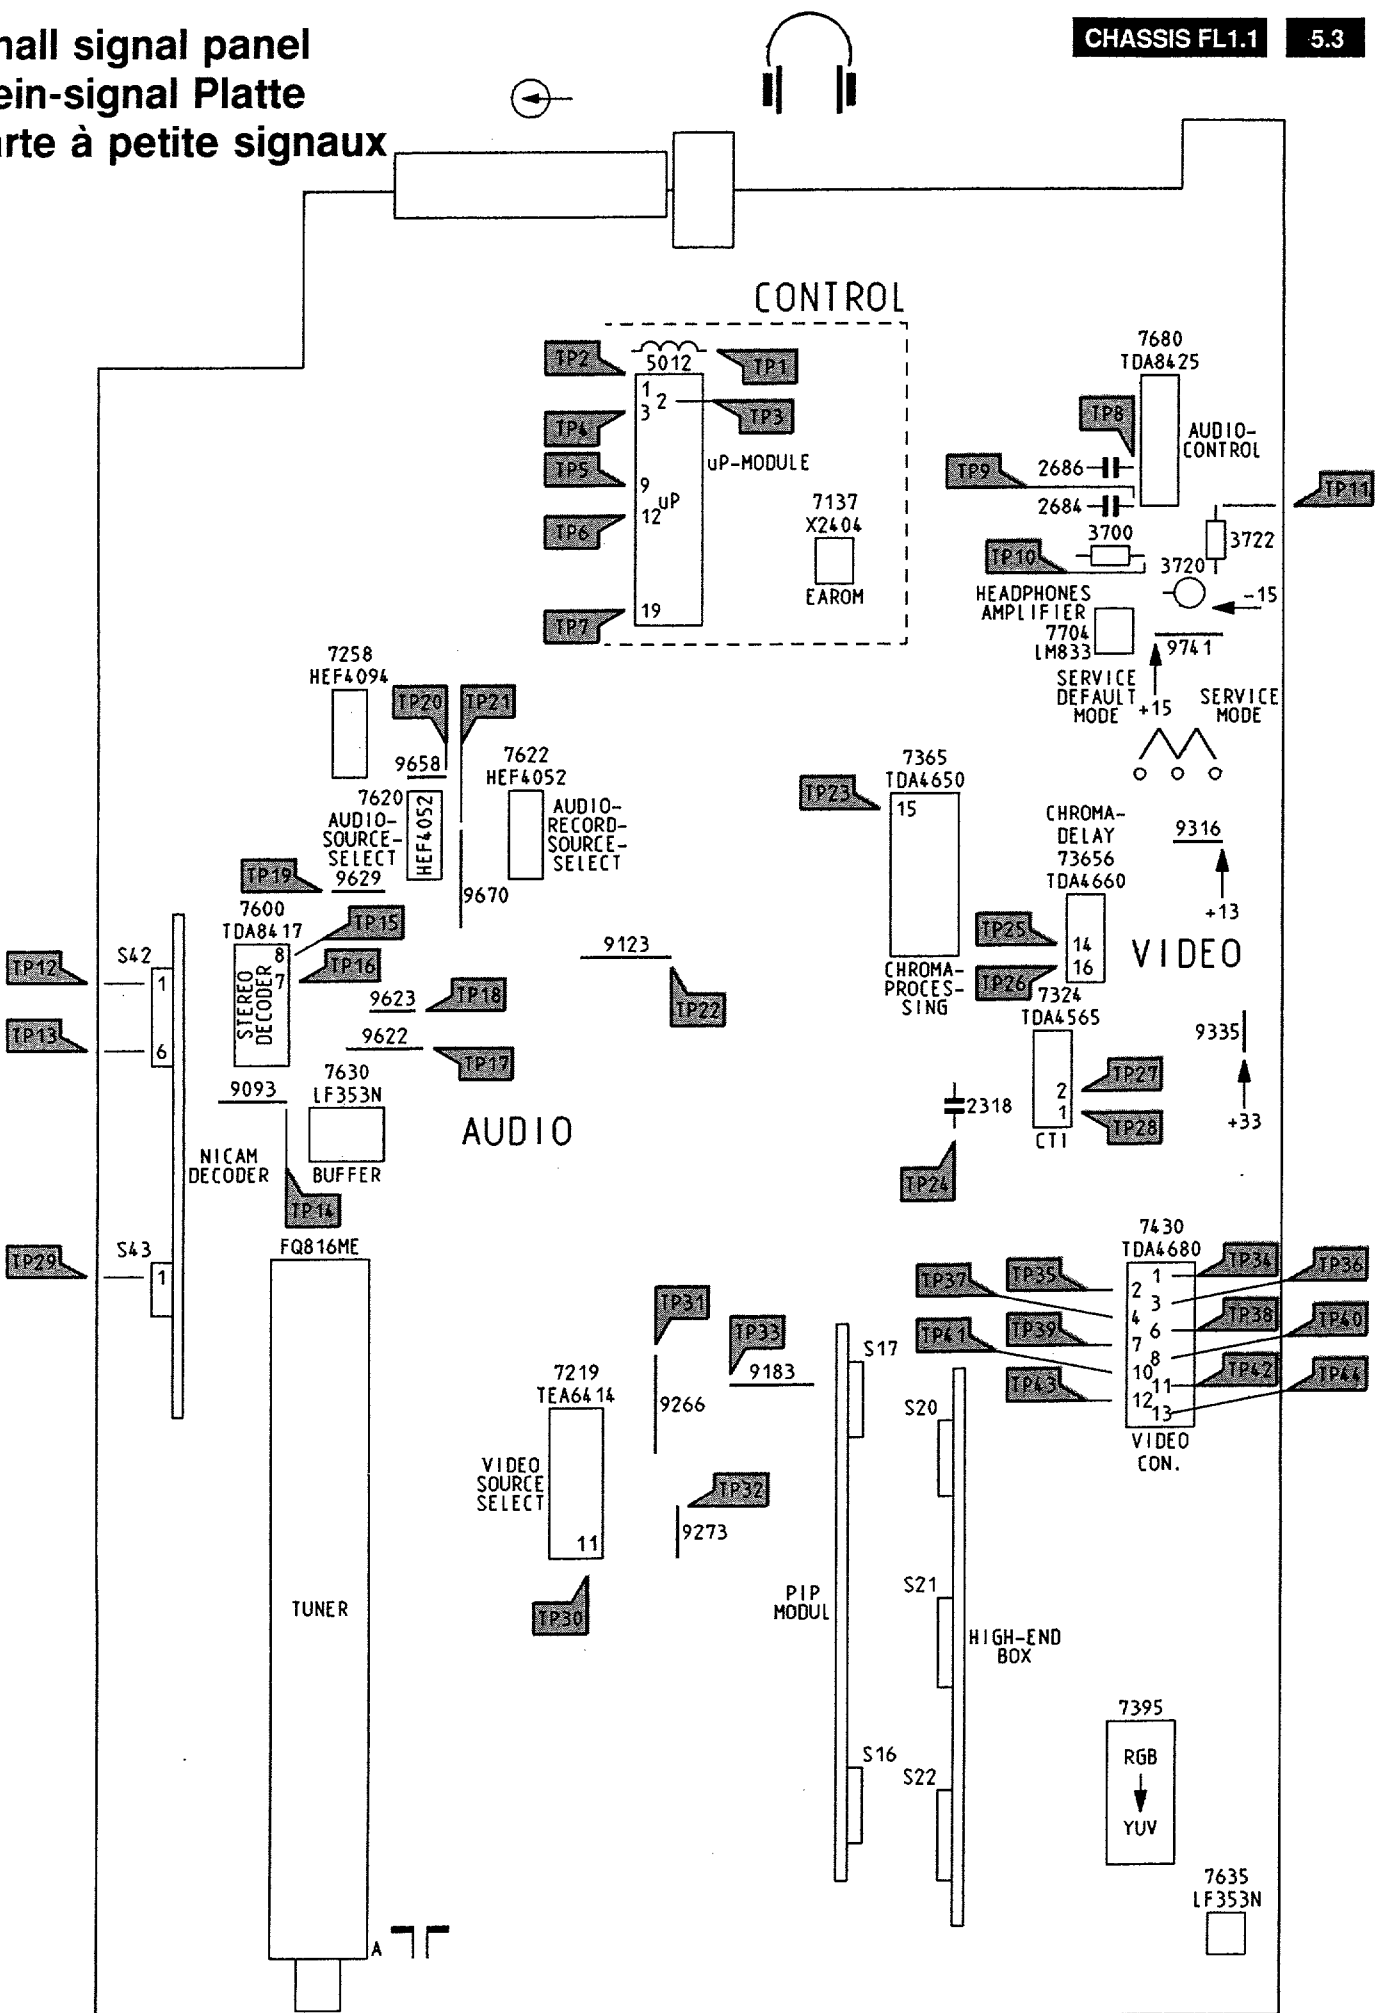 nall signal panel
ein-signal Platte
arte à petite signaux
CHASSIS FL1.1
5.3
CONTROL
TP2
5012
TP1
1
2
3
TP3
TP4
uP-MODULE
TP5
9
uP
12
TP6
7137
X2404
EAROM
19
TP7
7680
TDA8425
TP8
AUDIO-
CONTROL
TP9
2686
2684
TP11
3700
3722
TP10
3720
HEADPHONES
AMPLIFIER
7704
LM833
-15
9741
SERVICE
DEFAULT
MODE
+15
SERVICE
MODE
7258
HEF4094
TP20
TP21
9658
7622
HEF4052
7620
AUDIO-
SOURCE-
SELECT
HEF4052
AUDIO-
RECORD-
SOURCE-
SELECT
TP19
9629
9670
7365
TDA4650
TP23
15
CHROMA-
PROCES-
SING
CHROMA-
DELAY
73656
TDA4660
9316
+13
TP25
14
TP26
16
VIDEO
7600
TDA8417
TP15
8
7
TP16
STEREO
DECODER
S42
TP12
1
TP13
6
9123
TP22
9623
TP18
9622
TP17
7324
TDA4565
9335
+33
2
TP27
1
TP28
CTI
2318
TP24
9093
7630
LF353N
BUFFER
AUDIO
NICAM
DECODER
TP14
FQ816ME
S43
TP29
1
TUNER
A
7430
TDA4680
TP37
TP35
1
TP34
TP36
2
3
4
TP41
TP39
6
TP38
TP40
7
8
10
TP43
11
TP42
TP44
12
13
VIDEO
CON.
TP31
TP33
9183
9266
7219
TEA6414
VIDEO
SOURCE
SELECT
11
TP32
9273
TP30
S17
S20
PIP
MODUL
S21
HIGH-END
BOX
S16
S22
7395
RGB
YUV
7635
LF353N